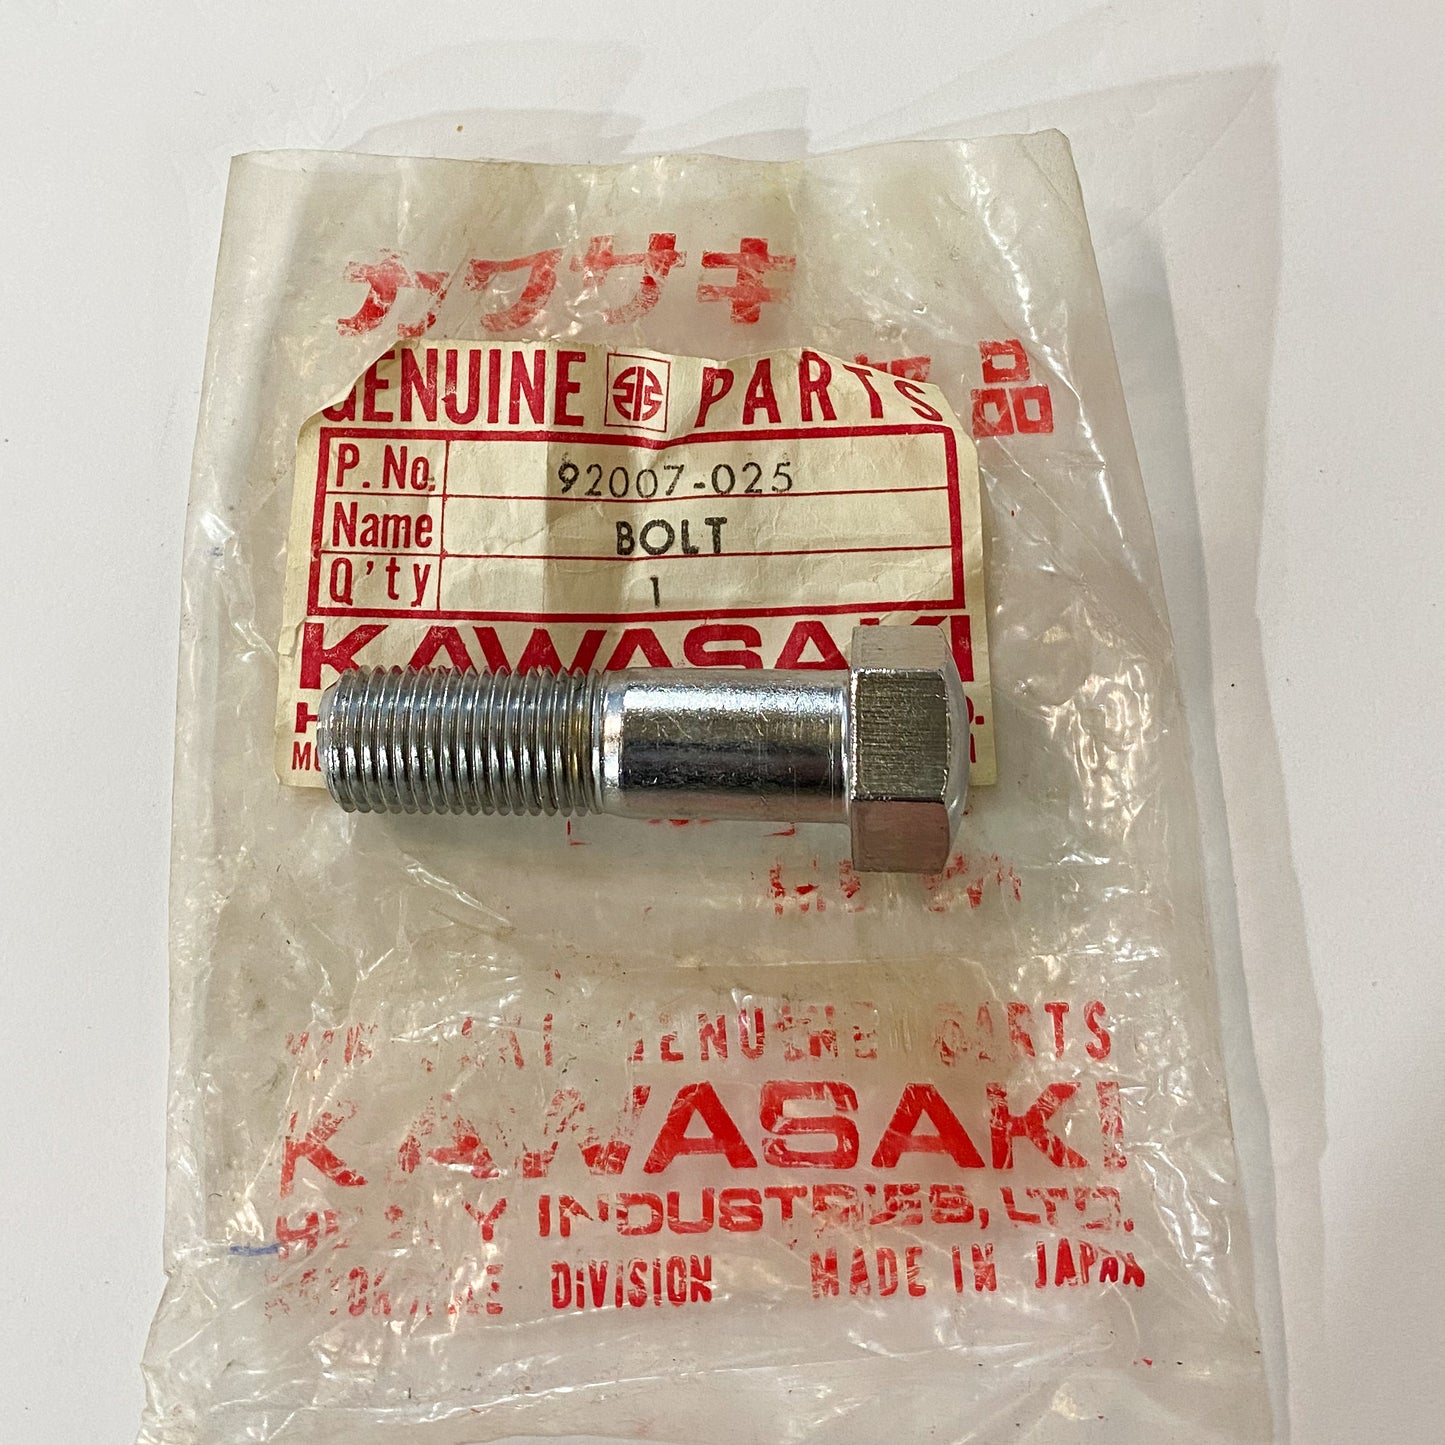 カワサキ
品
GENUINE PARTS
P.No. 92007-025
Name BOLT
Q'ty 1
KAWASAKI
GENUINE PARTS
KAWASAKI
INDUSTRIES, LTD.
DIVISION MADE IN JAPAN